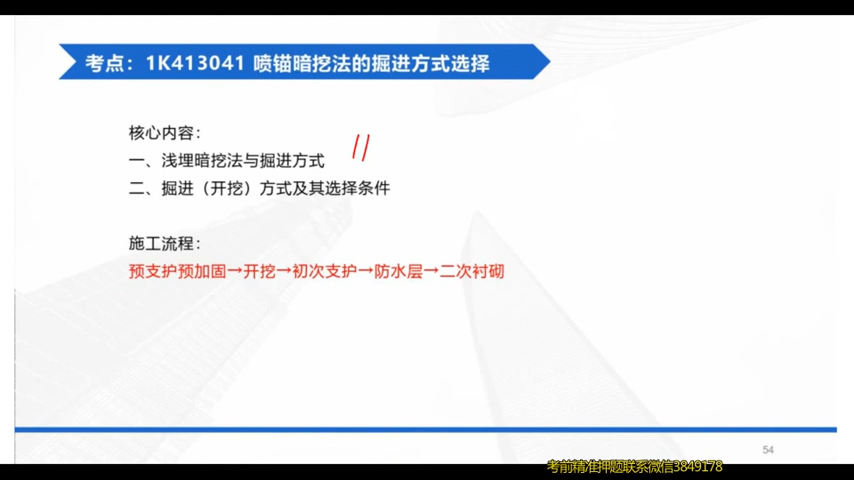 考点：1K413041 喷锚暗挖法的掘进方式选择
核心内容：
一、浅埋暗挖法与掘进方式
二、掘进（开挖）方式及其选择条件
施工流程：
预支护预加固→开挖→初次支护→防水层→二次衬砌
54
考前精准押题联系微信3849178